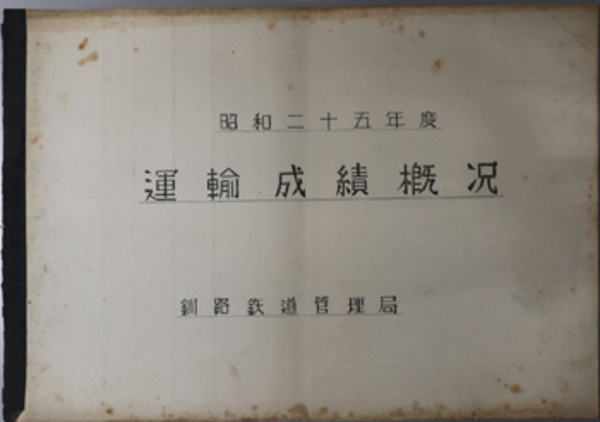 昭和二十五年度
運輸成績概況
釧路鉄道管理局